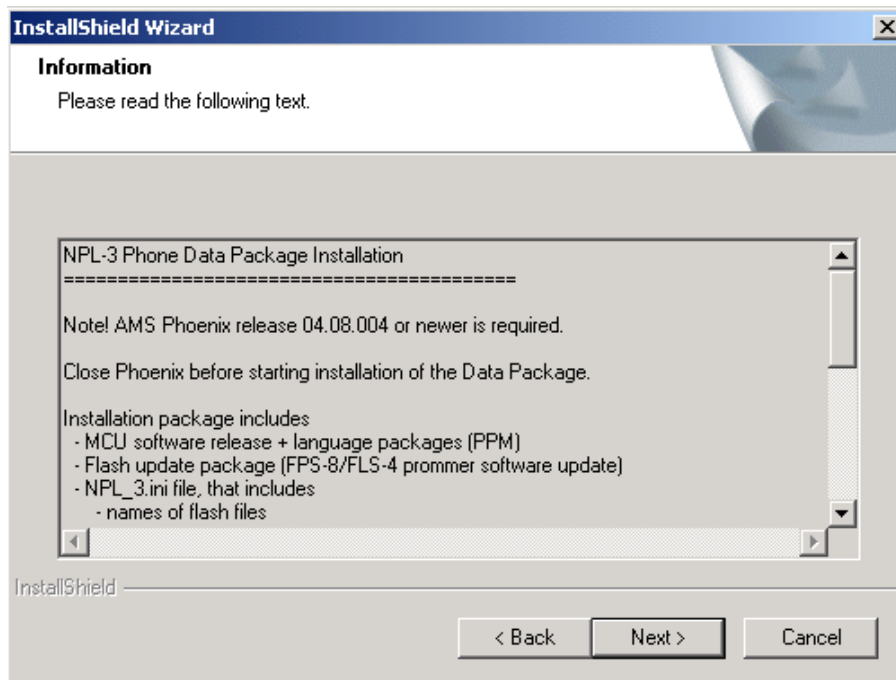 InstallShield Wizard
Information
Please read the following text.
NPL-3 Phone Data Package Installation
==========================================
Note! AMS Phoenix release 04.08.004 or newer is required.
Close Phoenix before starting installation of the Data Package.
Installation package includes
- MCU software release + language packages (PPM)
- Flash update package (FPS-8/FLS-4 prommer software update)
- NPL_3.ini file, that includes
- names of flash files
InstallShield
< Back
Next >
Cancel